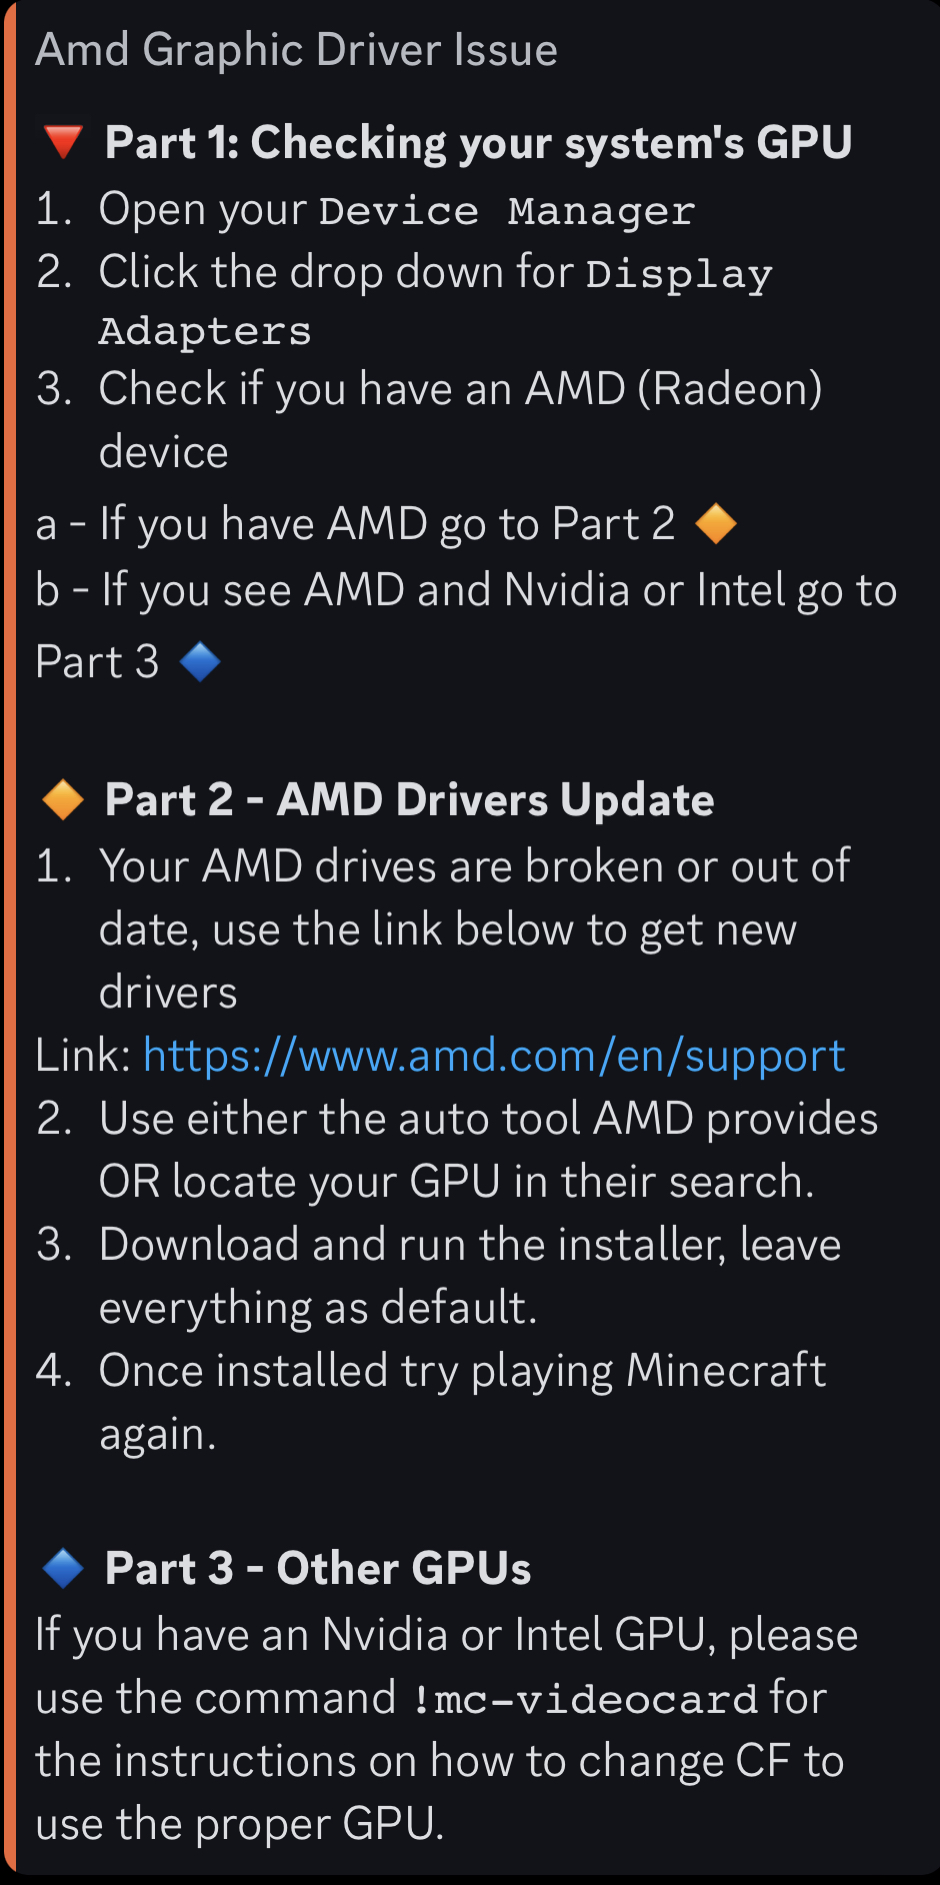 Amd Graphic Driver Issue
🔻 Part 1: Checking your system's GPU
1. Open your Device Manager
2. Click the drop down for Display
Adapters
3. Check if you have an AMD (Radeon)
device
a - If you have AMD go to Part 2 🔶
b - If you see AMD and Nvidia or Intel go to
Part 3 🔷
🔶 Part 2 - AMD Drivers Update
1. Your AMD drives are broken or out of
date, use the link below to get new
drivers
Link: https://www.amd.com/en/support
2. Use either the auto tool AMD provides
OR locate your GPU in their search.
3. Download and run the installer, leave
everything as default.
4. Once installed try playing Minecraft
again.
🔷 Part 3 - Other GPUs
If you have an Nvidia or Intel GPU, please
use the command !mc-videocard for
the instructions on how to change CF to
use the proper GPU.